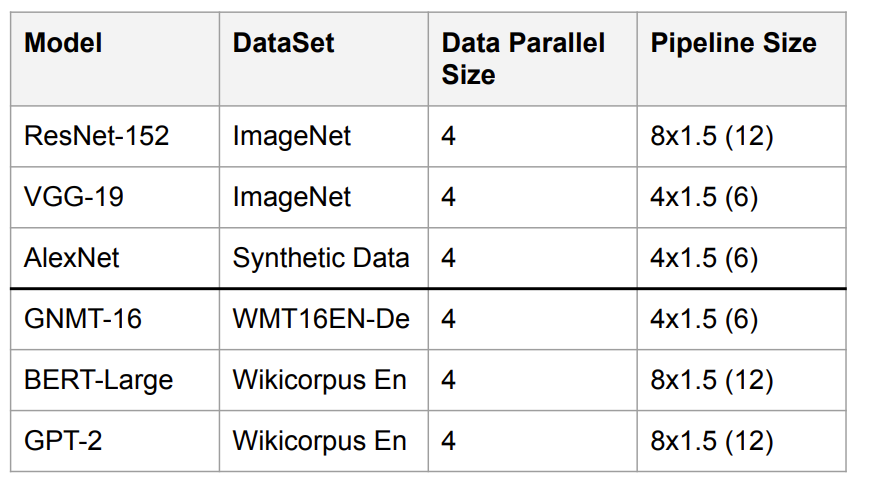 Model DataSet Data Parallel Size Pipeline Size
ResNet-152 ImageNet 4 8x1.5 (12)
VGG-19 ImageNet 4 4x1.5 (6)
AlexNet Synthetic Data 4 4x1.5 (6)
GNMT-16 WMT16EN-De 4 4x1.5 (6)
BERT-Large Wikicorpus En 4 8x1.5 (12)
GPT-2 Wikicorpus En 4 8x1.5 (12)